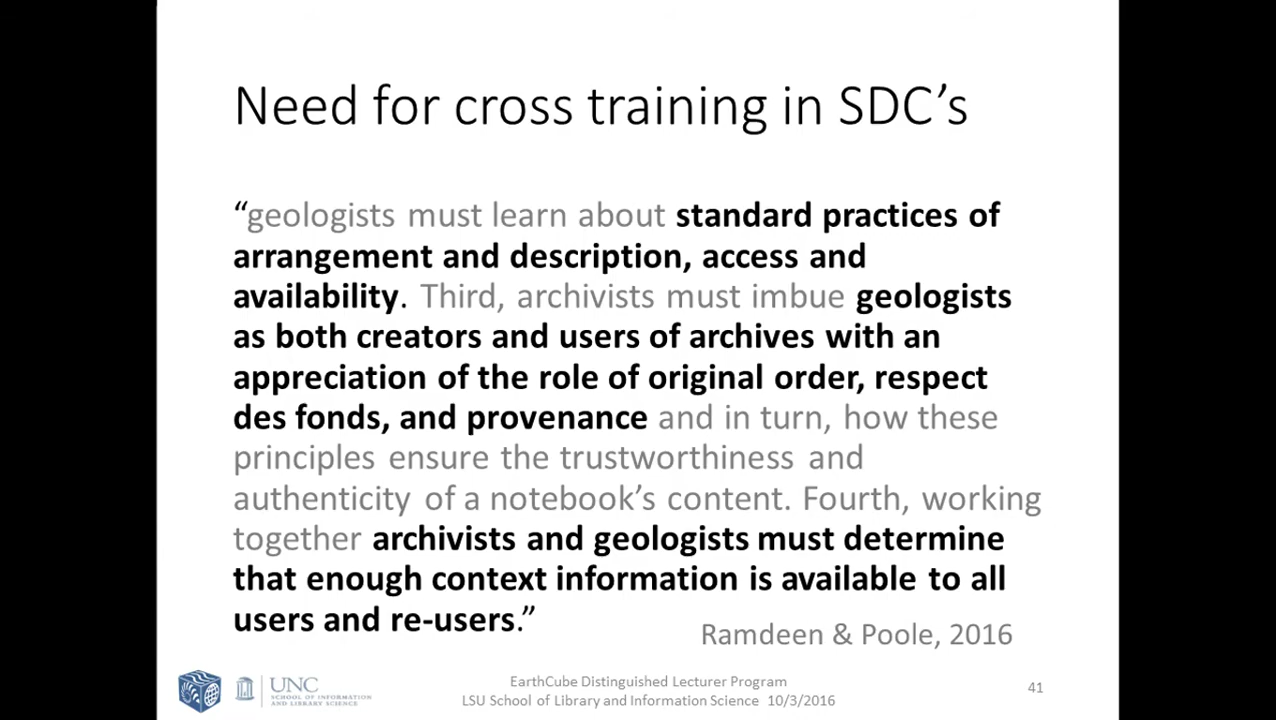 Need for cross training in SDC’s
“geologists must learn about standard practices of
arrangement and description, access and
availability. Third, archivists must imbue geologists
as both creators and users of archives with an
appreciation of the role of original order, respect
des fonds, and provenance and in turn, how these
principles ensure the trustworthiness and
authenticity of a notebook’s content. Fourth, working
together archivists and geologists must determine
that enough context information is available to all
users and re-users.”
Ramdeen & Poole, 2016
UNC
SCHOOL OF INFORMATION
AND LIBRARY SCIENCE
EarthCube Distinguished Lecturer Program
LSU School of Library and Information Science 10/3/2016
41